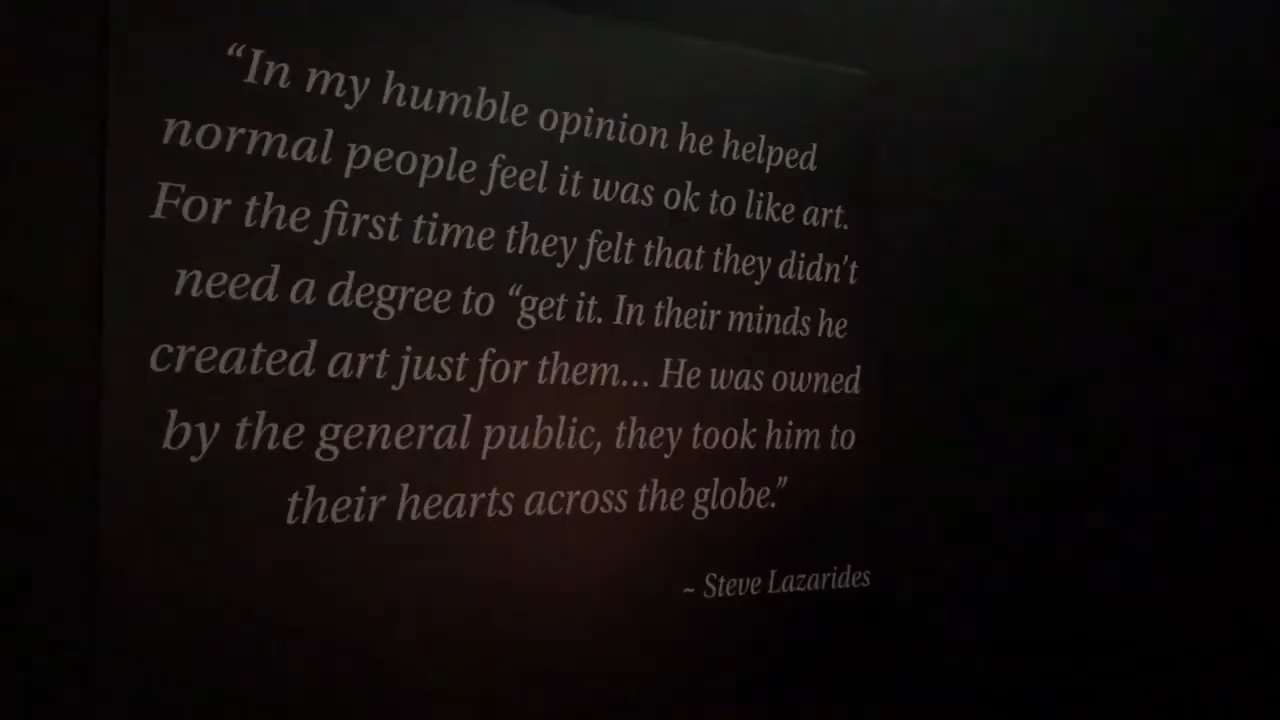 “In my humble opinion he helped
normal people feel it was ok to like art.
For the first time they felt that they didn’t
need a degree to “get it. In their minds he
created art just for them... He was owned
by the general public, they took him to
their hearts across the globe.”
~ Steve Lazarides